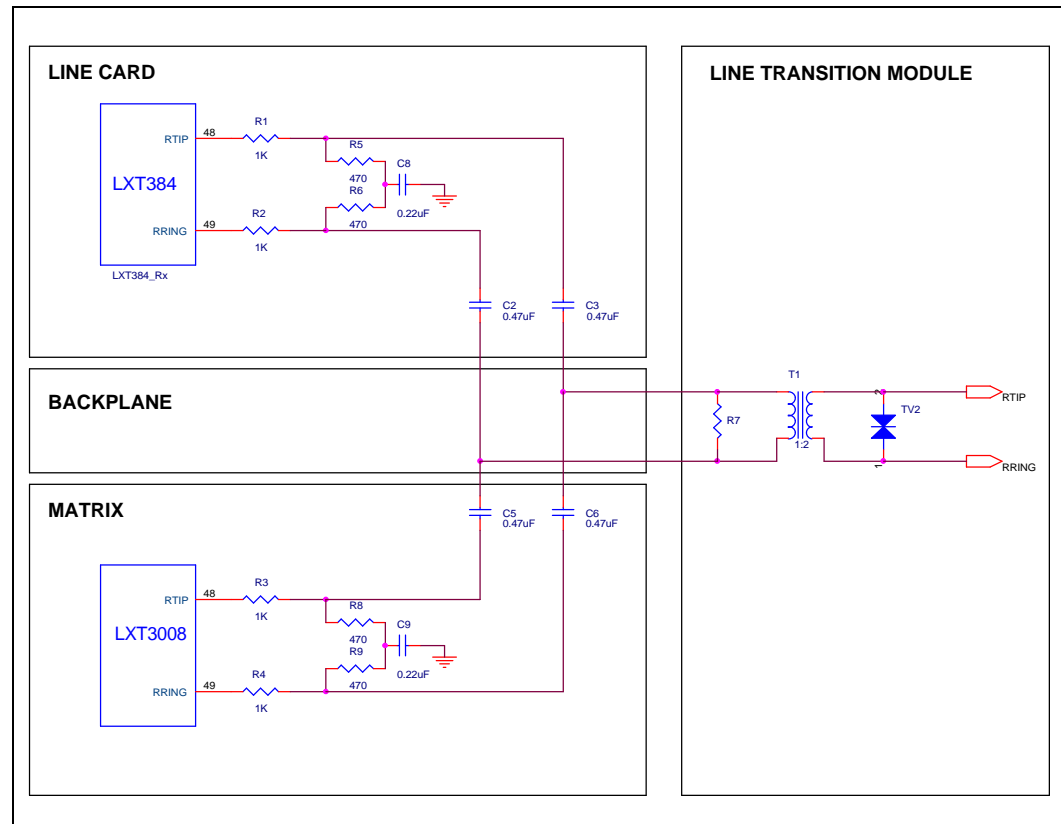 LINE CARD
LINE TRANSITION MODULE
R1
48
RTIP
1K
R5
C8
470
LXT384
R6
0.22uF
470
R2
49
RRING
1K
LXT384_Rx
C2
0.47uF
C3
0.47uF
BACKPLANE
T1
2
TV2
RTIP
R7
1:2
1
RRING
MATRIX
C5
0.47uF
C6
0.47uF
R3
48
RTIP
1K
R8
C9
470
LXT3008
R9
0.22uF
470
R4
49
RRING
1K